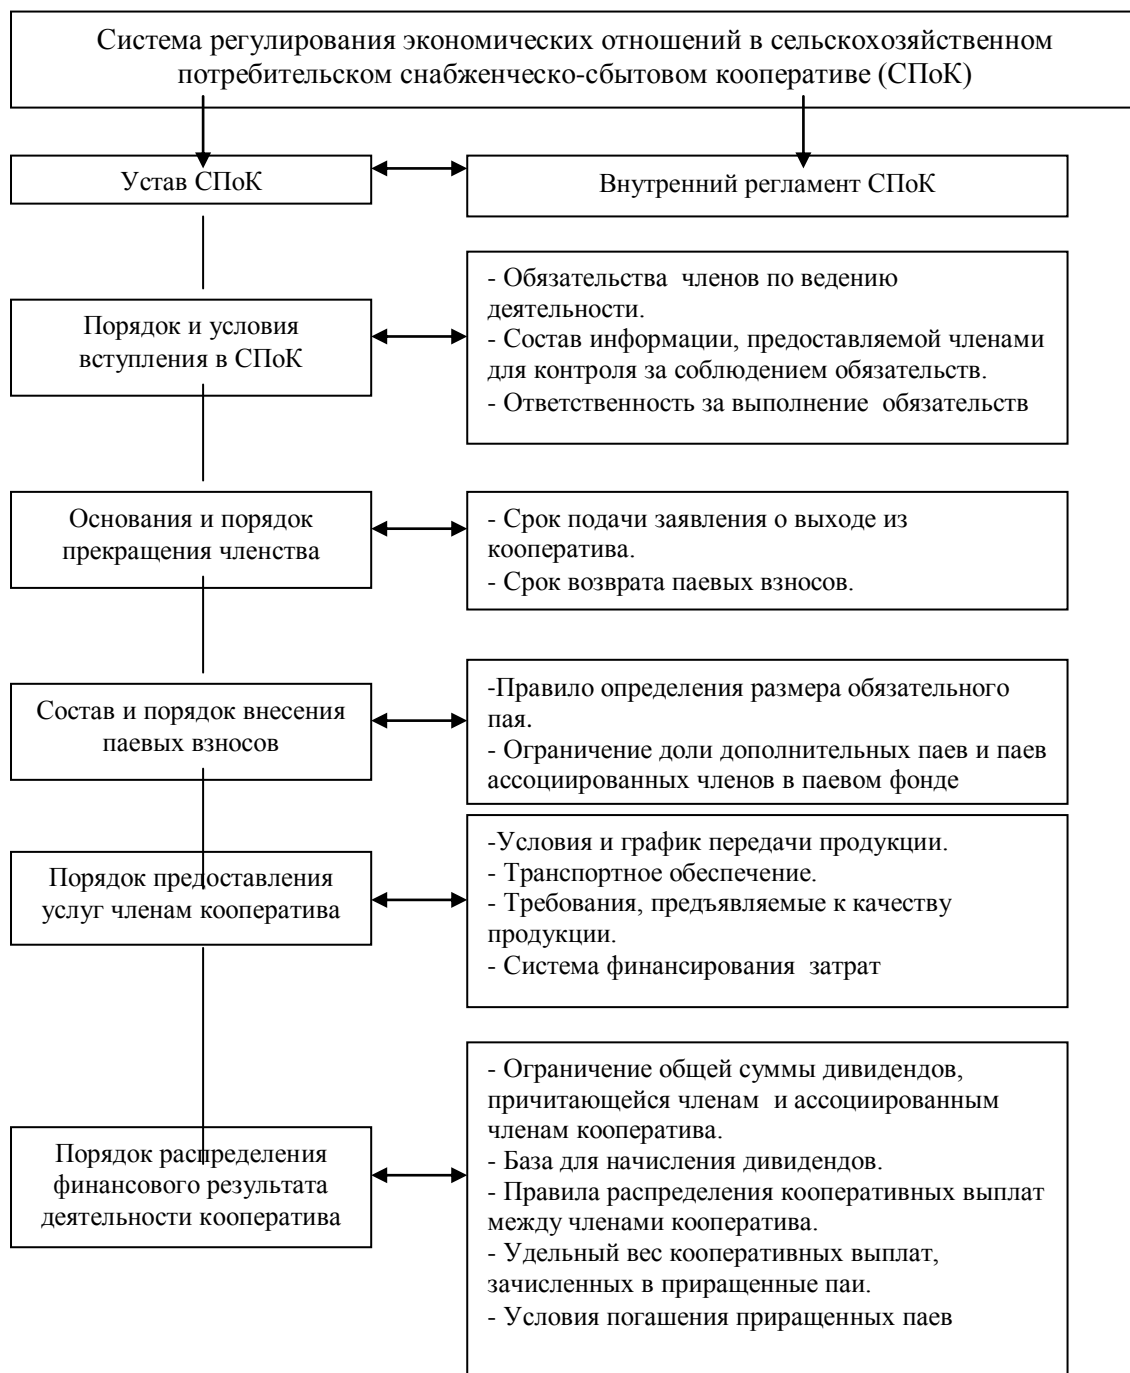 Система регулирования экономических отношений в сельскохозяйственном
потребительском снабженческо-сбытовом кооперативе (СПоК)
Устав СПоК
Внутренний регламент СПоК
Порядок и условия
вступления в СПоК
- Обязательства членов по ведению
деятельности.
- Состав информации, предоставляемой членами
для контроля за соблюдением обязательств.
- Ответственность за выполнение обязательств
Основания и порядок
прекращения членства
- Срок подачи заявления о выходе из
кооператива.
- Срок возврата паевых взносов.
Состав и порядок внесения
паевых взносов
-Правило определения размера обязательного
пая.
- Ограничение доли дополнительных паев и паев
ассоциированных членов в паевом фонде
Порядок предоставления
услуг членам кооператива
-Условия и график передачи продукции.
- Транспортное обеспечение.
- Требования, предъявляемые к качеству
продукции.
- Система финансирования затрат
Порядок распределения
финансового результата
деятельности кооператива
- Ограничение общей суммы дивидендов,
причитающейся членам и ассоциированным
членам кооператива.
- База для начисления дивидендов.
- Правила распределения кооперативных выплат
между членами кооператива.
- Удельный вес кооперативных выплат,
зачисленных в приращенные паи.
- Условия погашения приращенных паев